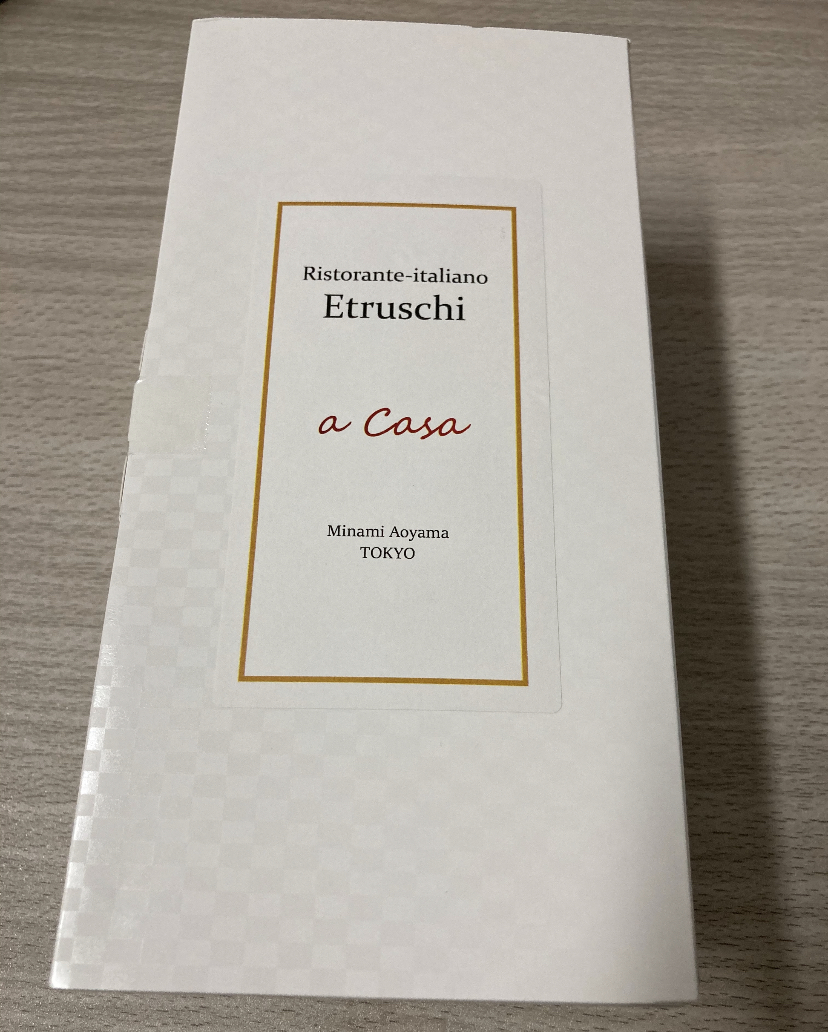 Ristorante-italiano
Etruschi
a Casa
Minami Aoyama
TOKYO